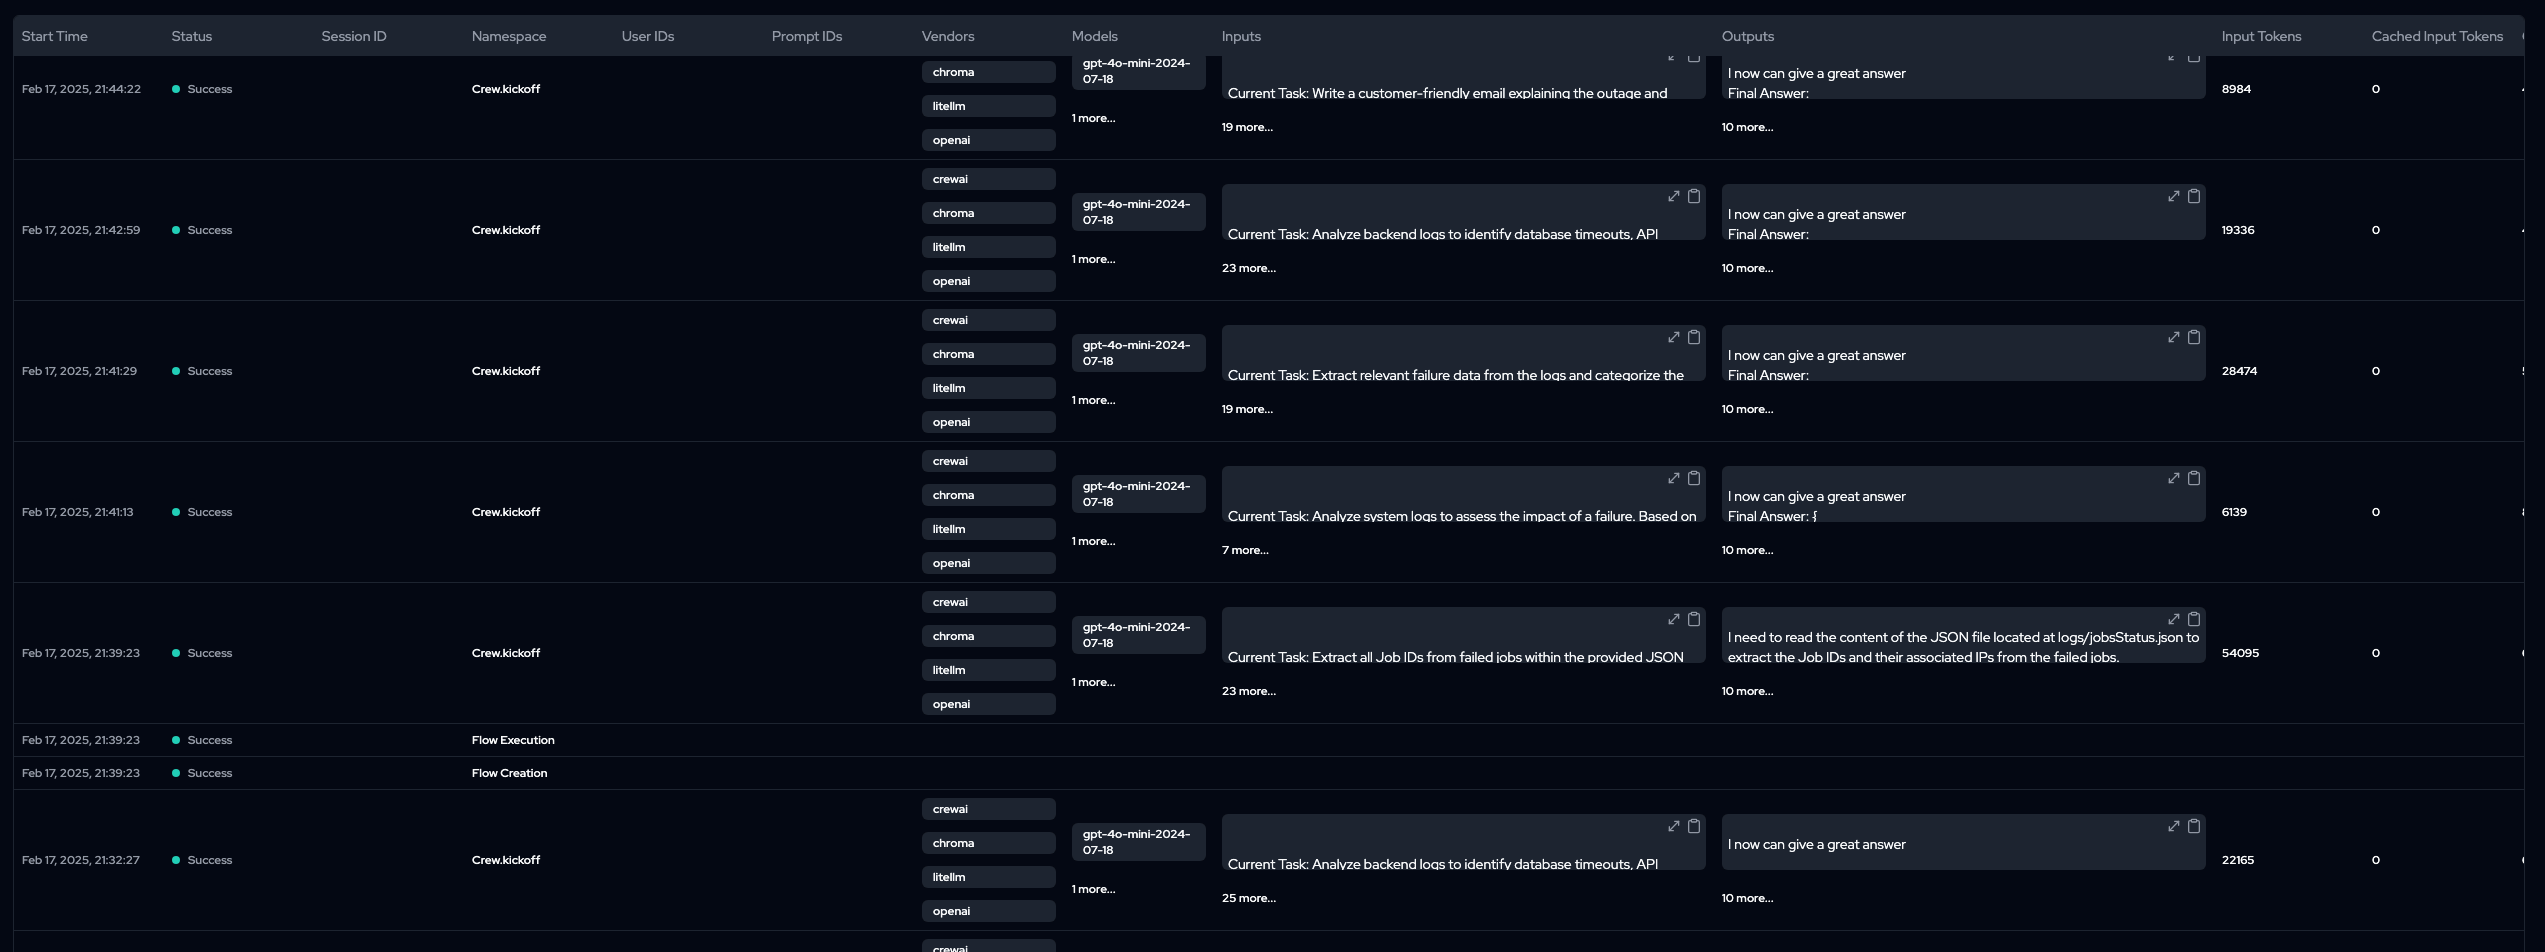 Start Time Status Session ID Namespace User IDs Prompt IDs Vendors Models Inputs Outputs Input Tokens Cached Input Tokens
Feb 17, 2025, 21:44:22 Success Crew.kickoff
chroma
litellm
openai
gpt-4o-mini-2024-
07-18
1 more...
Current Task: Write a customer-friendly email explaining the outage and
19 more...
I now can give a great answer
Final Answer:
10 more...
8984 0
Feb 17, 2025, 21:42:59 Success Crew.kickoff
crewai
chroma
litellm
openai
gpt-4o-mini-2024-
07-18
1 more...
Current Task: Analyze backend logs to identify database timeouts, API
23 more...
I now can give a great answer
Final Answer:
10 more...
19336 0
Feb 17, 2025, 21:41:29 Success Crew.kickoff
crewai
chroma
litellm
openai
gpt-4o-mini-2024-
07-18
1 more...
Current Task: Extract relevant failure data from the logs and categorize the
19 more...
I now can give a great answer
Final Answer:
10 more...
28474 0
Feb 17, 2025, 21:41:13 Success Crew.kickoff
crewai
chroma
litellm
openai
gpt-4o-mini-2024-
07-18
1 more...
Current Task: Analyze system logs to assess the impact of a failure. Based on
7 more...
I now can give a great answer
Final Answer: {
10 more...
6139 0
Feb 17, 2025, 21:39:23 Success Crew.kickoff
crewai
chroma
litellm
openai
gpt-4o-mini-2024-
07-18
1 more...
Current Task: Extract all Job IDs from failed jobs within the provided JSON
23 more...
I need to read the content of the JSON file located at logs/jobsStatus.json to
extract the Job IDs and their associated IPs from the failed jobs.
10 more...
54095 0
Feb 17, 2025, 21:39:23 Success Flow Execution
Feb 17, 2025, 21:39:23 Success Flow Creation
Feb 17, 2025, 21:32:27 Success Crew.kickoff
crewai
chroma
litellm
openai
gpt-4o-mini-2024-
07-18
1 more...
Current Task: Analyze backend logs to identify database timeouts, API
25 more...
I now can give a great answer
10 more...
22165 0
crewai